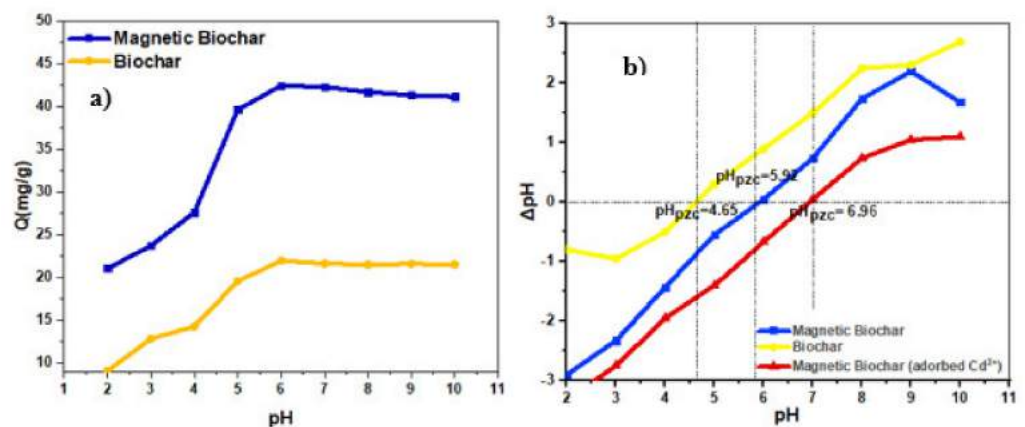 50
45
40
35
30
25
20
15
10
Q(mg/g)
Magnetic Biochar
Biochar
a)
1 2 3 4 5 6 7 8 9 10 11
pH
3
2
1
0
-1
-2
-3
ΔpH
b)
pHpzc=5.92
pHpzc=4.65
pHpzc=6.96
Magnetic Biochar
Biochar
Magnetic Biochar (adorbed Cd²⁺)
2 3 4 5 6 7 8 9 10 11
pH